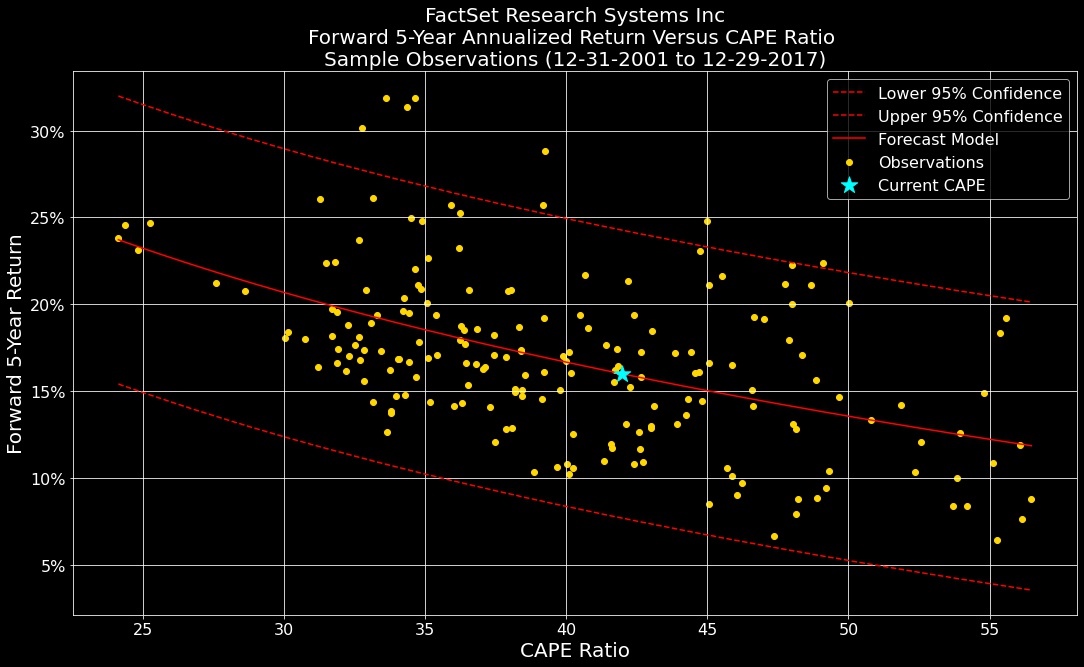 FactSet Research Systems Inc
Forward 5-Year Annualized Return Versus CAPE Ratio
Sample Observations (12-31-2001 to 12-29-2017)
Lower 95% Confidence
Upper 95% Confidence
Forecast Model
Observations
Current CAPE
Forward 5-Year Return
30%
25%
20%
15%
10%
5%
25
30
35
40
45
50
55
CAPE Ratio